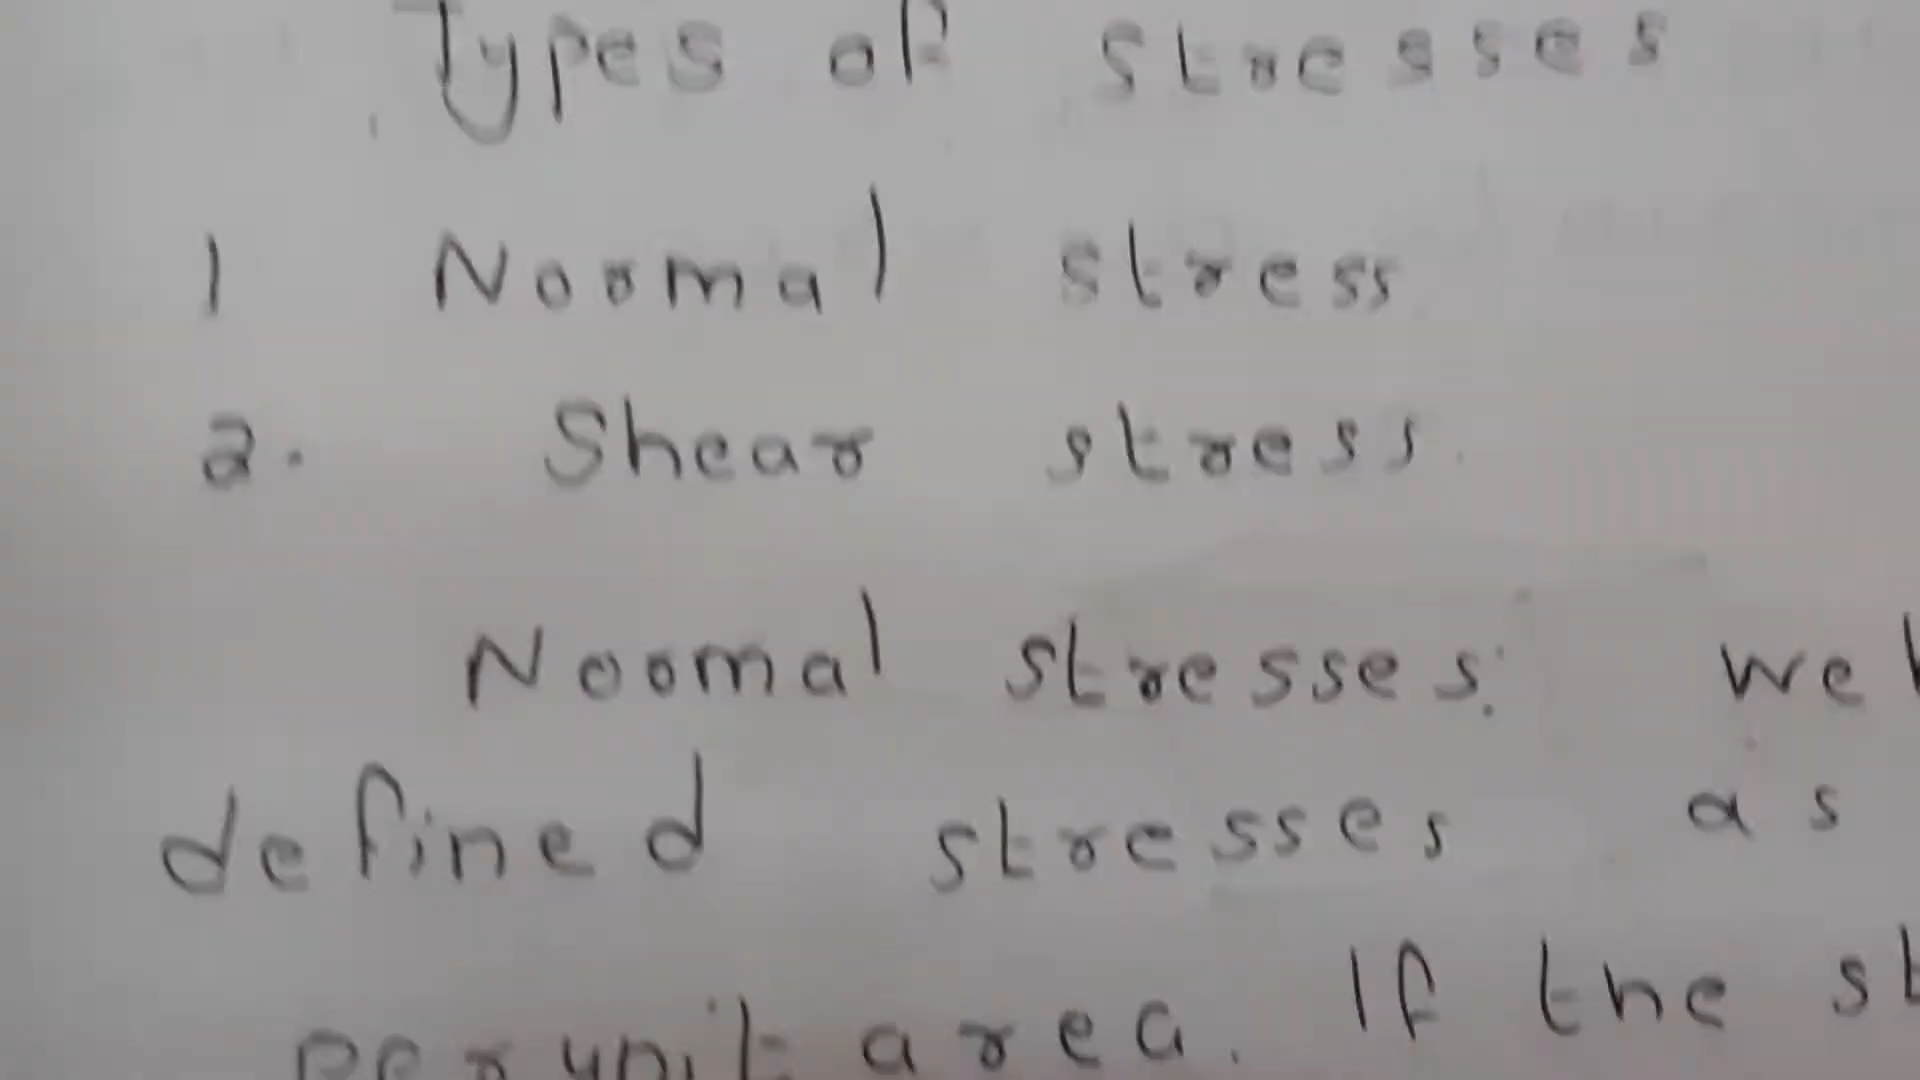 Types of stresses
1 Normal stress
2. Shear stress.
Normal stresses: we
defined stresses as
per unit area. If the